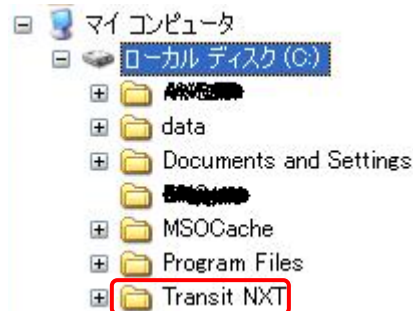 マイ コンピュータ
ローカル ディスク (C:)
data
Documents and Settings
MSOCache
Program Files
Transit NXT